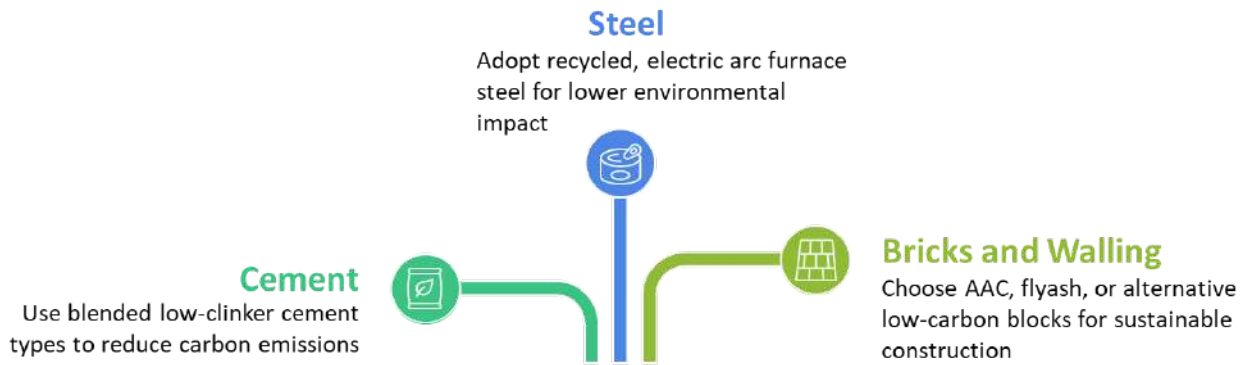 Steel
Adopt recycled, electric arc furnace
steel for lower environmental
impact
Cement
Use blended low-clinker cement
types to reduce carbon emissions
Bricks and Walling
Choose AAC, flyash, or alternative
low-carbon blocks for sustainable
construction